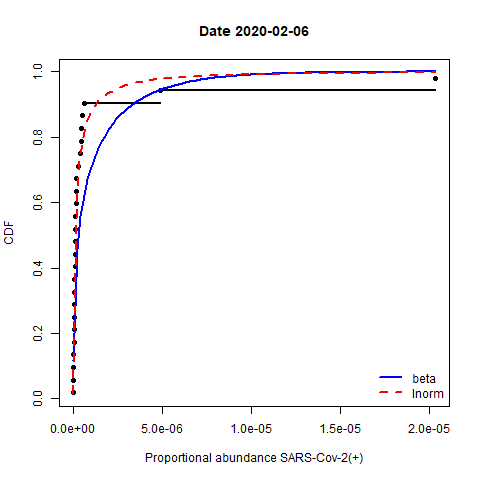 Date 2020-02-06
CDF
1.0
0.8
0.6
0.4
0.2
0.0
beta
lnorm
0.0e+00 5.0e-06 1.0e-05 1.5e-05 2.0e-05
Proportional abundance SARS-Cov-2(+)